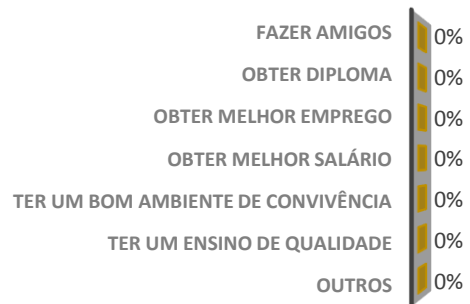 FAZER AMIGOS 0%
OBTER DIPLOMA 0%
OBTER MELHOR EMPREGO 0%
OBTER MELHOR SALÁRIO 0%
TER UM BOM AMBIENTE DE CONVIVÊNCIA 0%
TER UM ENSINO DE QUALIDADE 0%
OUTROS 0%